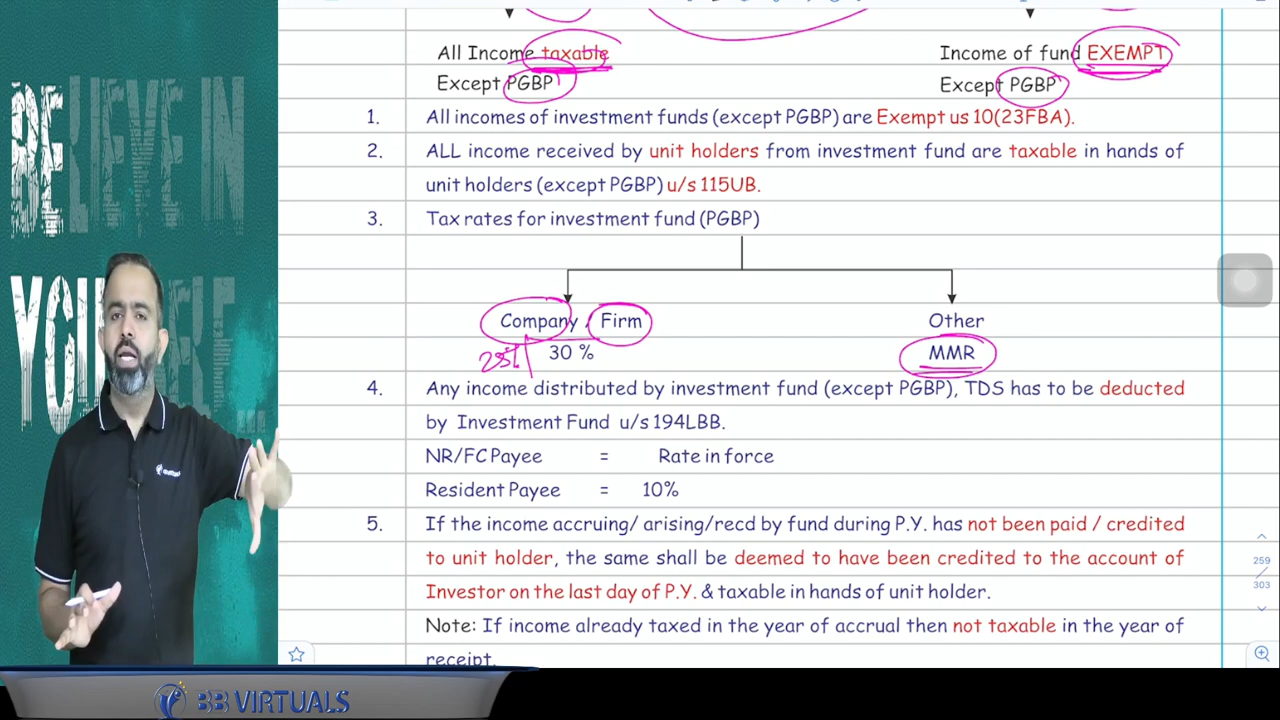 BELIEVE IN
YOURSELF...
All Income taxable
Income of fund EXEMPT
Except PGBP
Except PGBP
1. All incomes of investment funds (except PGBP) are Exempt us 10(23FBA).
2. ALL income received by unit holders from investment fund are taxable in hands of
unit holders (except PGBP) u/s 115UB.
3. Tax rates for investment fund (PGBP)
Company / Firm
Other
25% 30 %
MMR
4. Any income distributed by investment fund (except PGBP), TDS has to be deducted
by Investment Fund u/s 194LBB.
NR/FC Payee = Rate in force
Resident Payee = 10%
5. If the income accruing/ arising/recd by fund during P.Y. has not been paid / credited
to unit holder, the same shall be deemed to have been credited to the account of
Investor on the last day of P.Y. & taxable in hands of unit holder.
Note: If income already taxed in the year of accrual then not taxable in the year of
receipt.
259
303
BB VIRTUALS